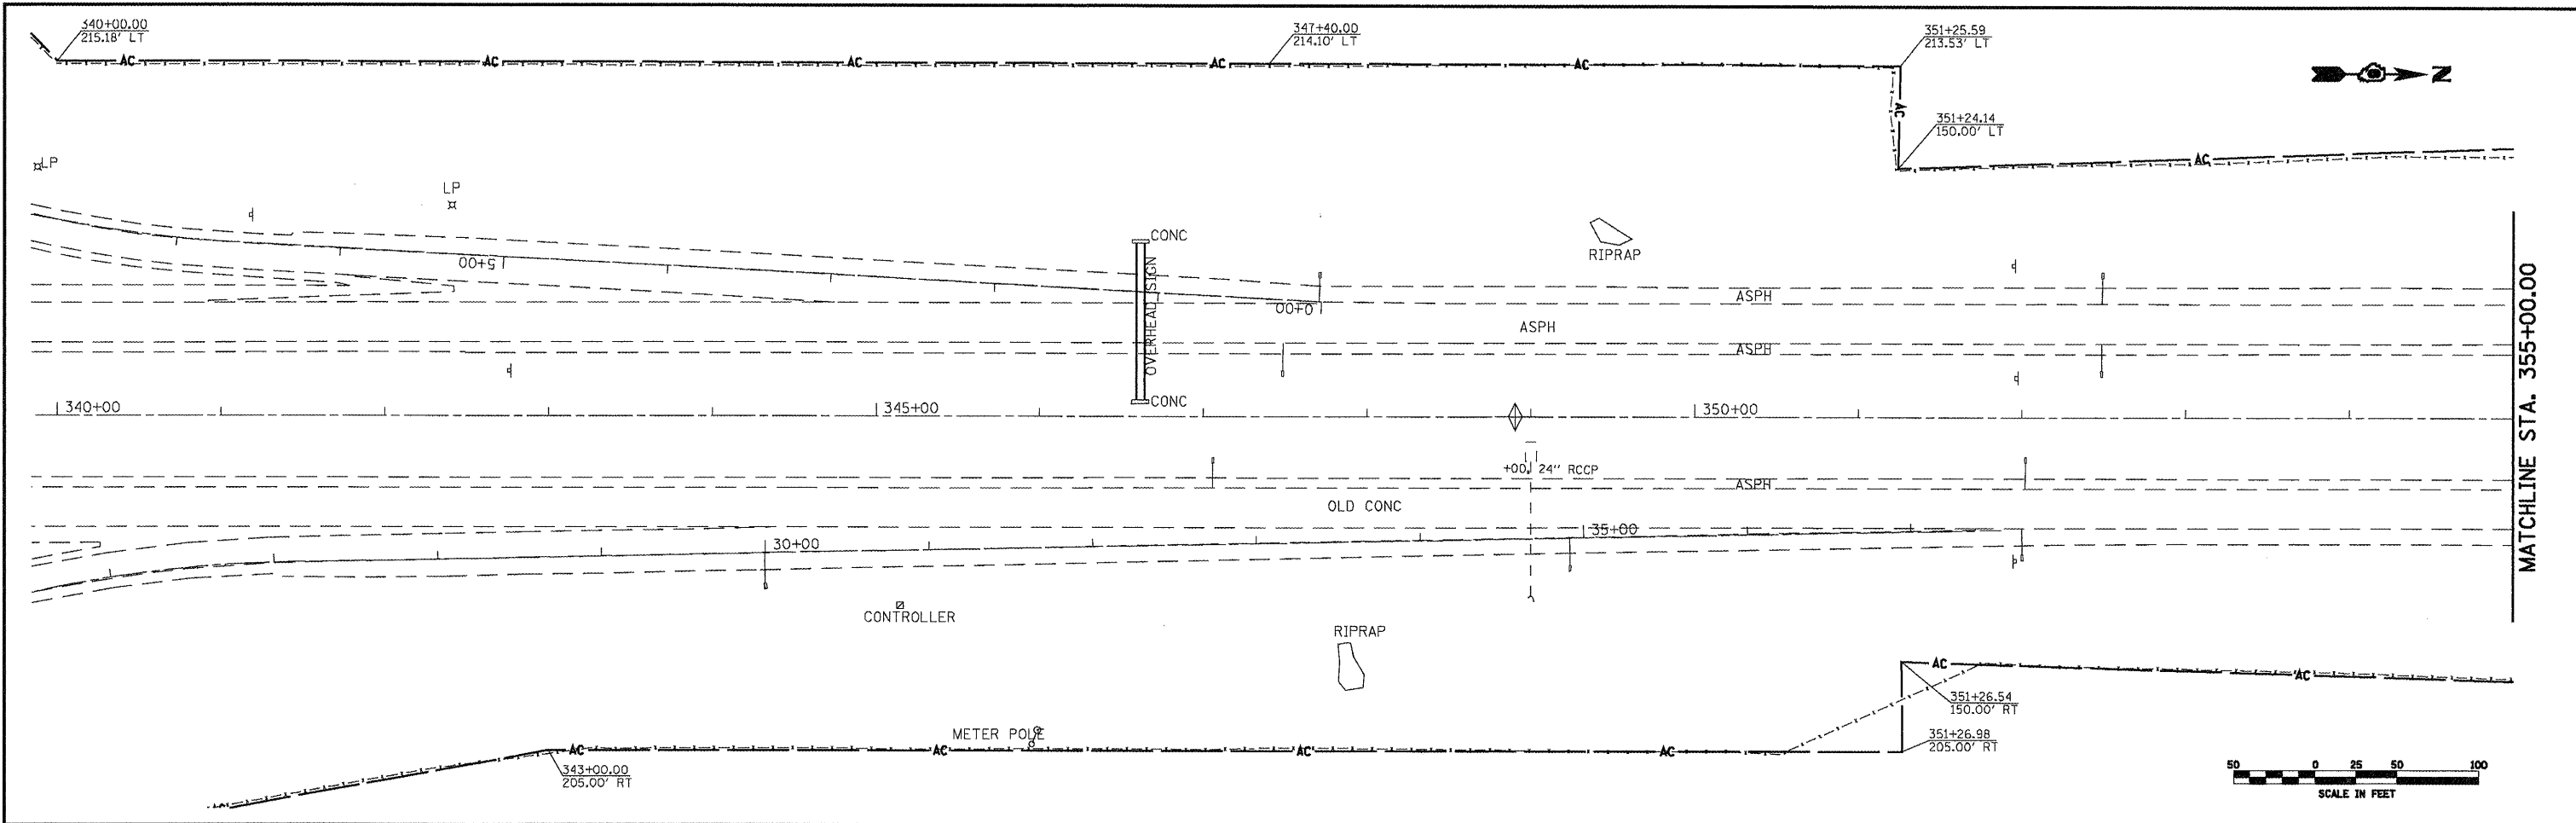 340+00.00
215.18' LT
347+40.00
214.10' LT
351+25.59
213.53' LT
AC
AC
AC
AC
AC
N
AC
351+24.14
150.00' LT
AC
LP
LP
CONC
RIPRAP
5+00
OVERHEAD SIGN
0+00
ASPH
ASPH
ASPH
CONC
340+00
345+00
350+00
MATCHLINE STA. 355+00.00
+00, 24" RCCP
ASPH
OLD CONC
35+00
30+00
CONTROLLER
RIPRAP
AC
AC
351+26.54
150.00' RT
METER POLE
AC
AC
AC
AC
351+26.98
205.00' RT
343+00.00
205.00' RT
50 0 25 50 100
SCALE IN FEET